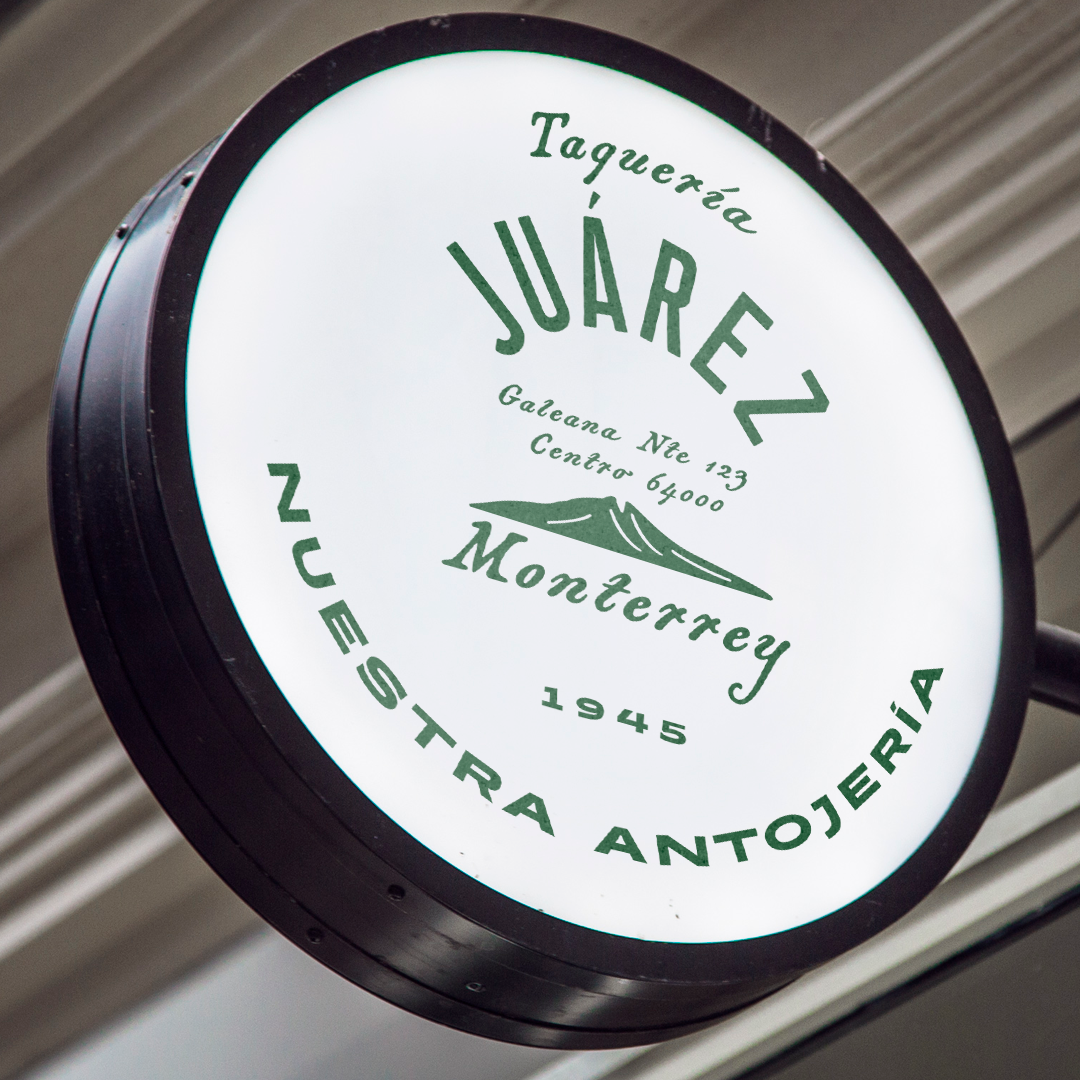 Taquería
JUÁREZ
Galeana Nte 123
Centro 64000
Monterrey
1945
NUESTRA ANTOJERÍA